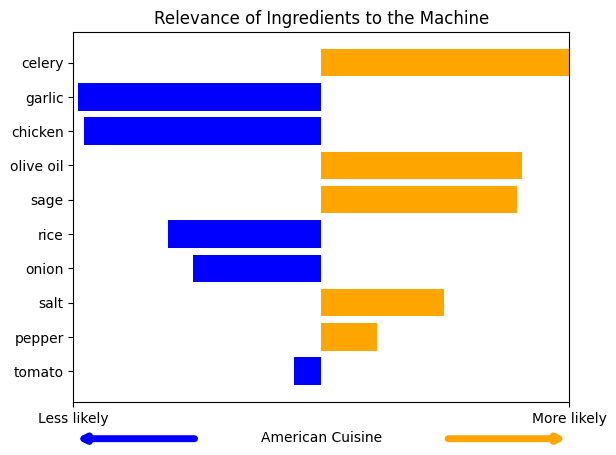 Relevance of Ingredients to the Machine
celery
garlic
chicken
olive oil
sage
rice
onion
salt
pepper
tomato
Less likely
More likely
American Cuisine